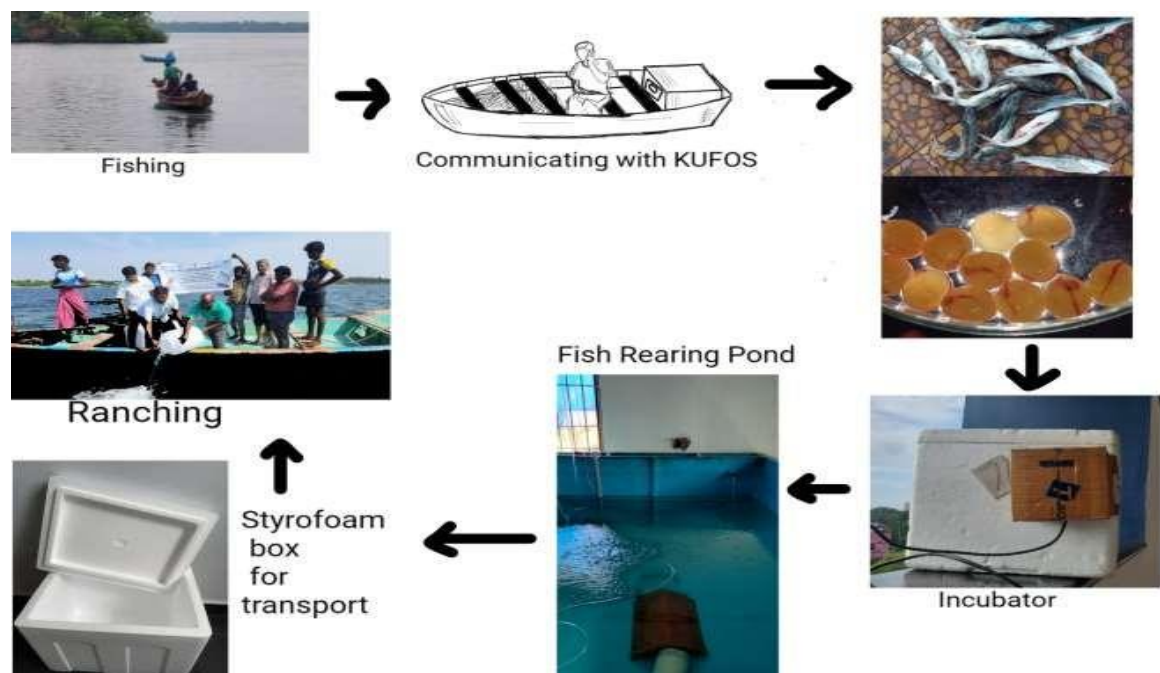 Fishing
Communicating with KUFOS
Fish Rearing Pond
Incubator
Styrofoam
box
for
transport
Ranching